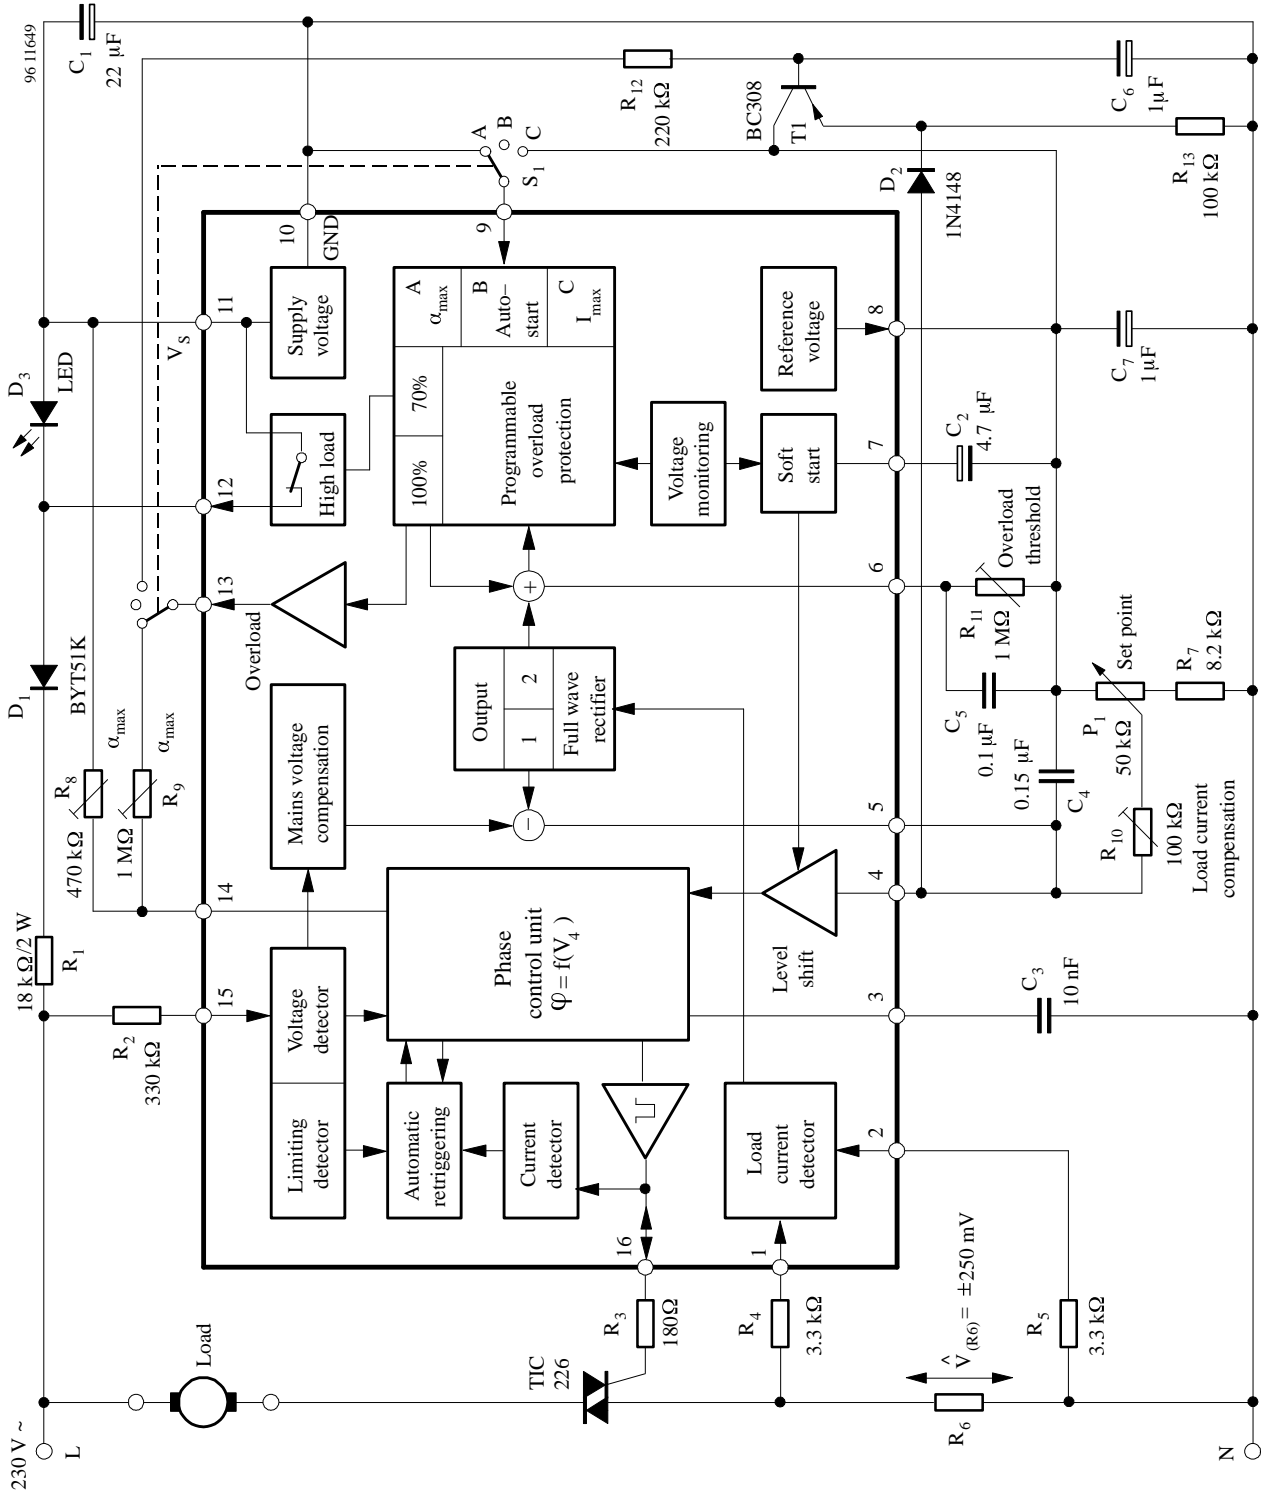 230 V ~
L
Load
18 kΩ/2 W
R1
D1
BYT51K
D3
LED
C1
22 µF
96 11649
R2
330 kΩ
470 kΩ
R8
αmax
1 MΩ
R9
αmax
VS
15
14
13
12
11
10
GND
Limiting
detector
Voltage
detector
Mains voltage
compensation
Overload
High load
Supply
voltage
Automatic
retriggering
Phase
control unit
φ = f(V4)
100%
70%
A
αmax
B
Auto–
start
C
Imax
Programmable
overload
protection
9
A
B
C
S1
Current
detector
–
Output
1
2
Full wave
rectifier
+
Voltage
monitoring
Load
current
detector
Level
shift
Soft
start
Reference
voltage
16
1
2
3
4
5
6
7
8
TIC
226
R3
180Ω
R4
3.3 kΩ
R12
220 kΩ
BC308
T1
D2
1N4148
^
V(R6) = ±250 mV
R6
R5
3.3 kΩ
C3
10 nF
R10
100 kΩ
Load current
compensation
0.15 µF
C4
C5
0.1 µF
R11
1 MΩ
Overload
threshold
P1
50 kΩ
Set point
R7
8.2 kΩ
C2
4.7 µF
C7
1µF
C6
1µF
R13
100 kΩ
N